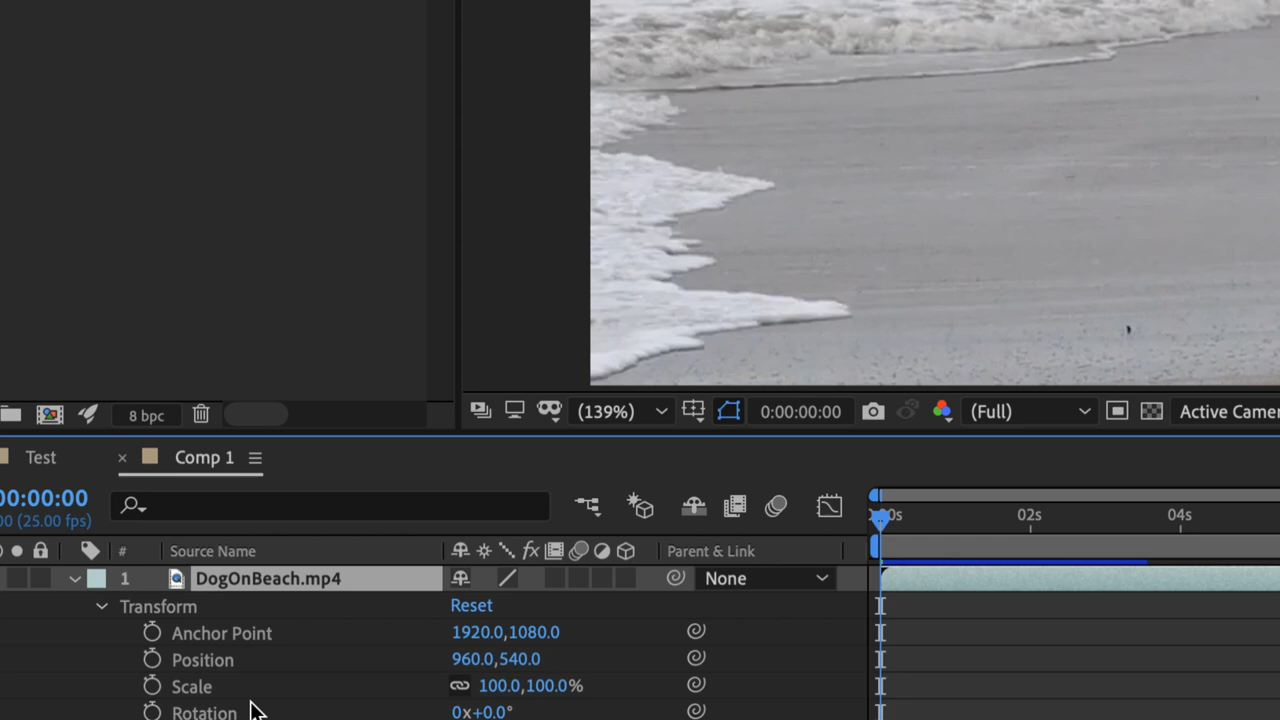 8 bpc
(139%)
0:00:00:00
(Full)
Active Camer
Test
Comp 1
00:00:00
00 (25.00 fps)
00s
02s
04s
#
Source Name
fx
Parent & Link
1
DogOnBeach.mp4
None
Transform
Reset
Anchor Point
1920.0,1080.0
Position
960.0,540.0
Scale
100.0,100.0%
Rotation
0x+0.0°